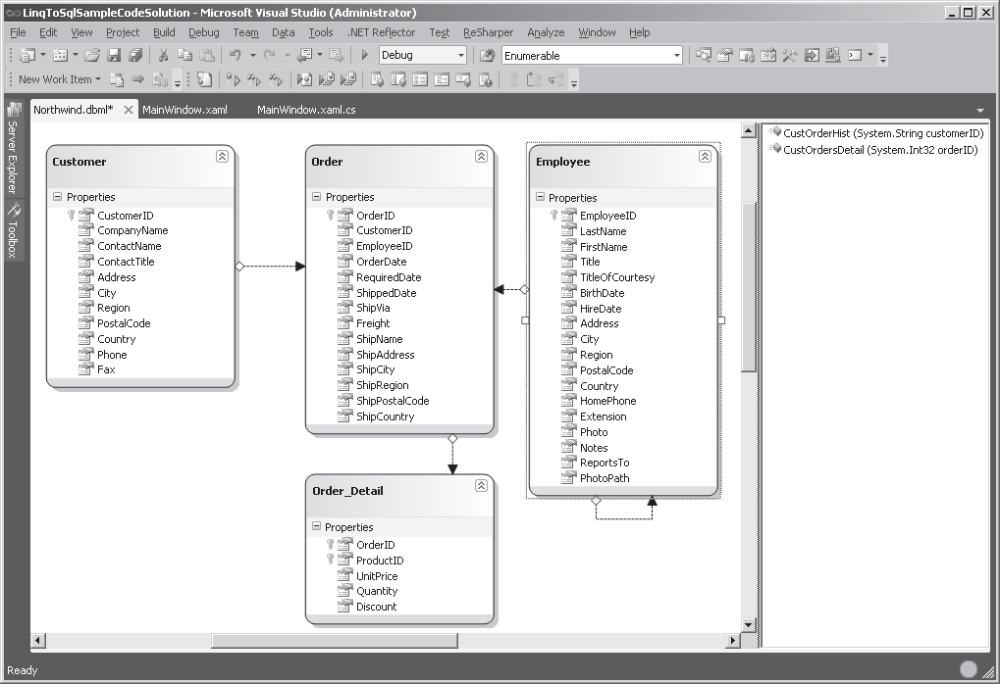 LinqToSqlSampleCodeSolution - Microsoft Visual Studio (Administrator)
File Edit View Project Build Debug Team Data Tools .NET Reflector Test ReSharper Analyze Window Help
Debug Enumerable
New Work Item
Northwind.dbml* MainWindow.xaml MainWindow.xaml.cs
Server Explorer
Toolbox
Customer
Properties
CustomerID
CompanyName
ContactName
ContactTitle
Address
City
Region
PostalCode
Country
Phone
Fax
Order
Properties
OrderID
CustomerID
EmployeeID
OrderDate
RequiredDate
ShippedDate
ShipVia
Freight
ShipName
ShipAddress
ShipCity
ShipRegion
ShipPostalCode
ShipCountry
Employee
Properties
EmployeeID
LastName
FirstName
Title
TitleOfCourtesy
BirthDate
HireDate
Address
City
Region
PostalCode
Country
HomePhone
Extension
Photo
Notes
ReportsTo
PhotoPath
Order_Detail
Properties
OrderID
ProductID
UnitPrice
Quantity
Discount
CustOrderHist (System.String customerID)
CustOrdersDetail (System.Int32 orderID)
Ready